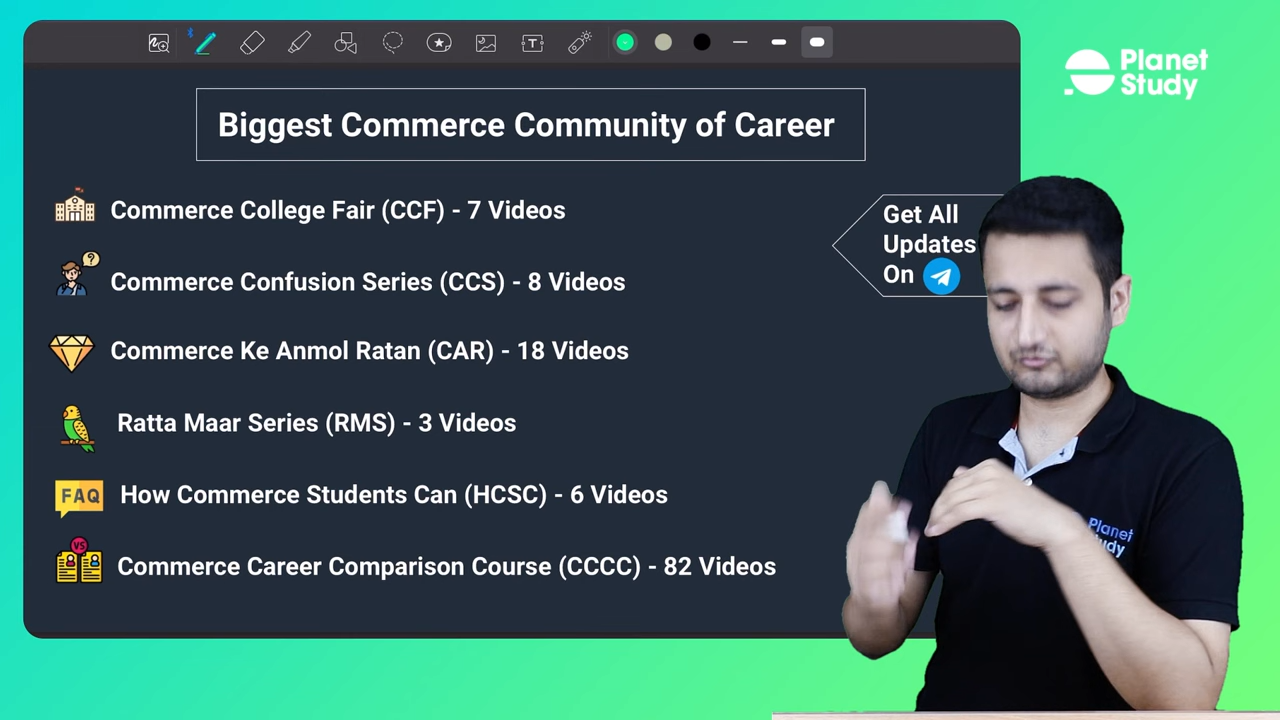 Planet
Study
Biggest Commerce Community of Career
Commerce College Fair (CCF) - 7 Videos
Get All
Updates
On
?
Commerce Confusion Series (CCS) - 8 Videos
Commerce Ke Anmol Ratan (CAR) - 18 Videos
Ratta Maar Series (RMS) - 3 Videos
FAQ
How Commerce Students Can (HCSC) - 6 Videos
VS
Commerce Career Comparison Course (CCCC) - 82 Videos
Planet
Study
T